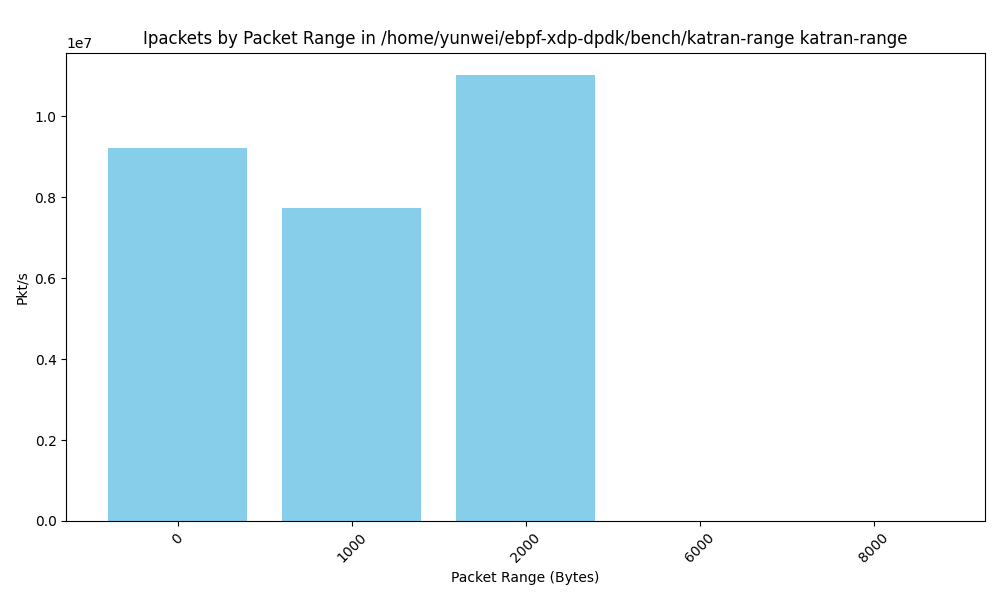 Ipackets by Packet Range in /home/yunwei/ebpf-xdp-dpdk/bench/katran-range katran-range
1e7
1.0
0.8
0.6
0.4
0.2
0.0
Pkt/s
0
1000
2000
6000
8000
Packet Range (Bytes)